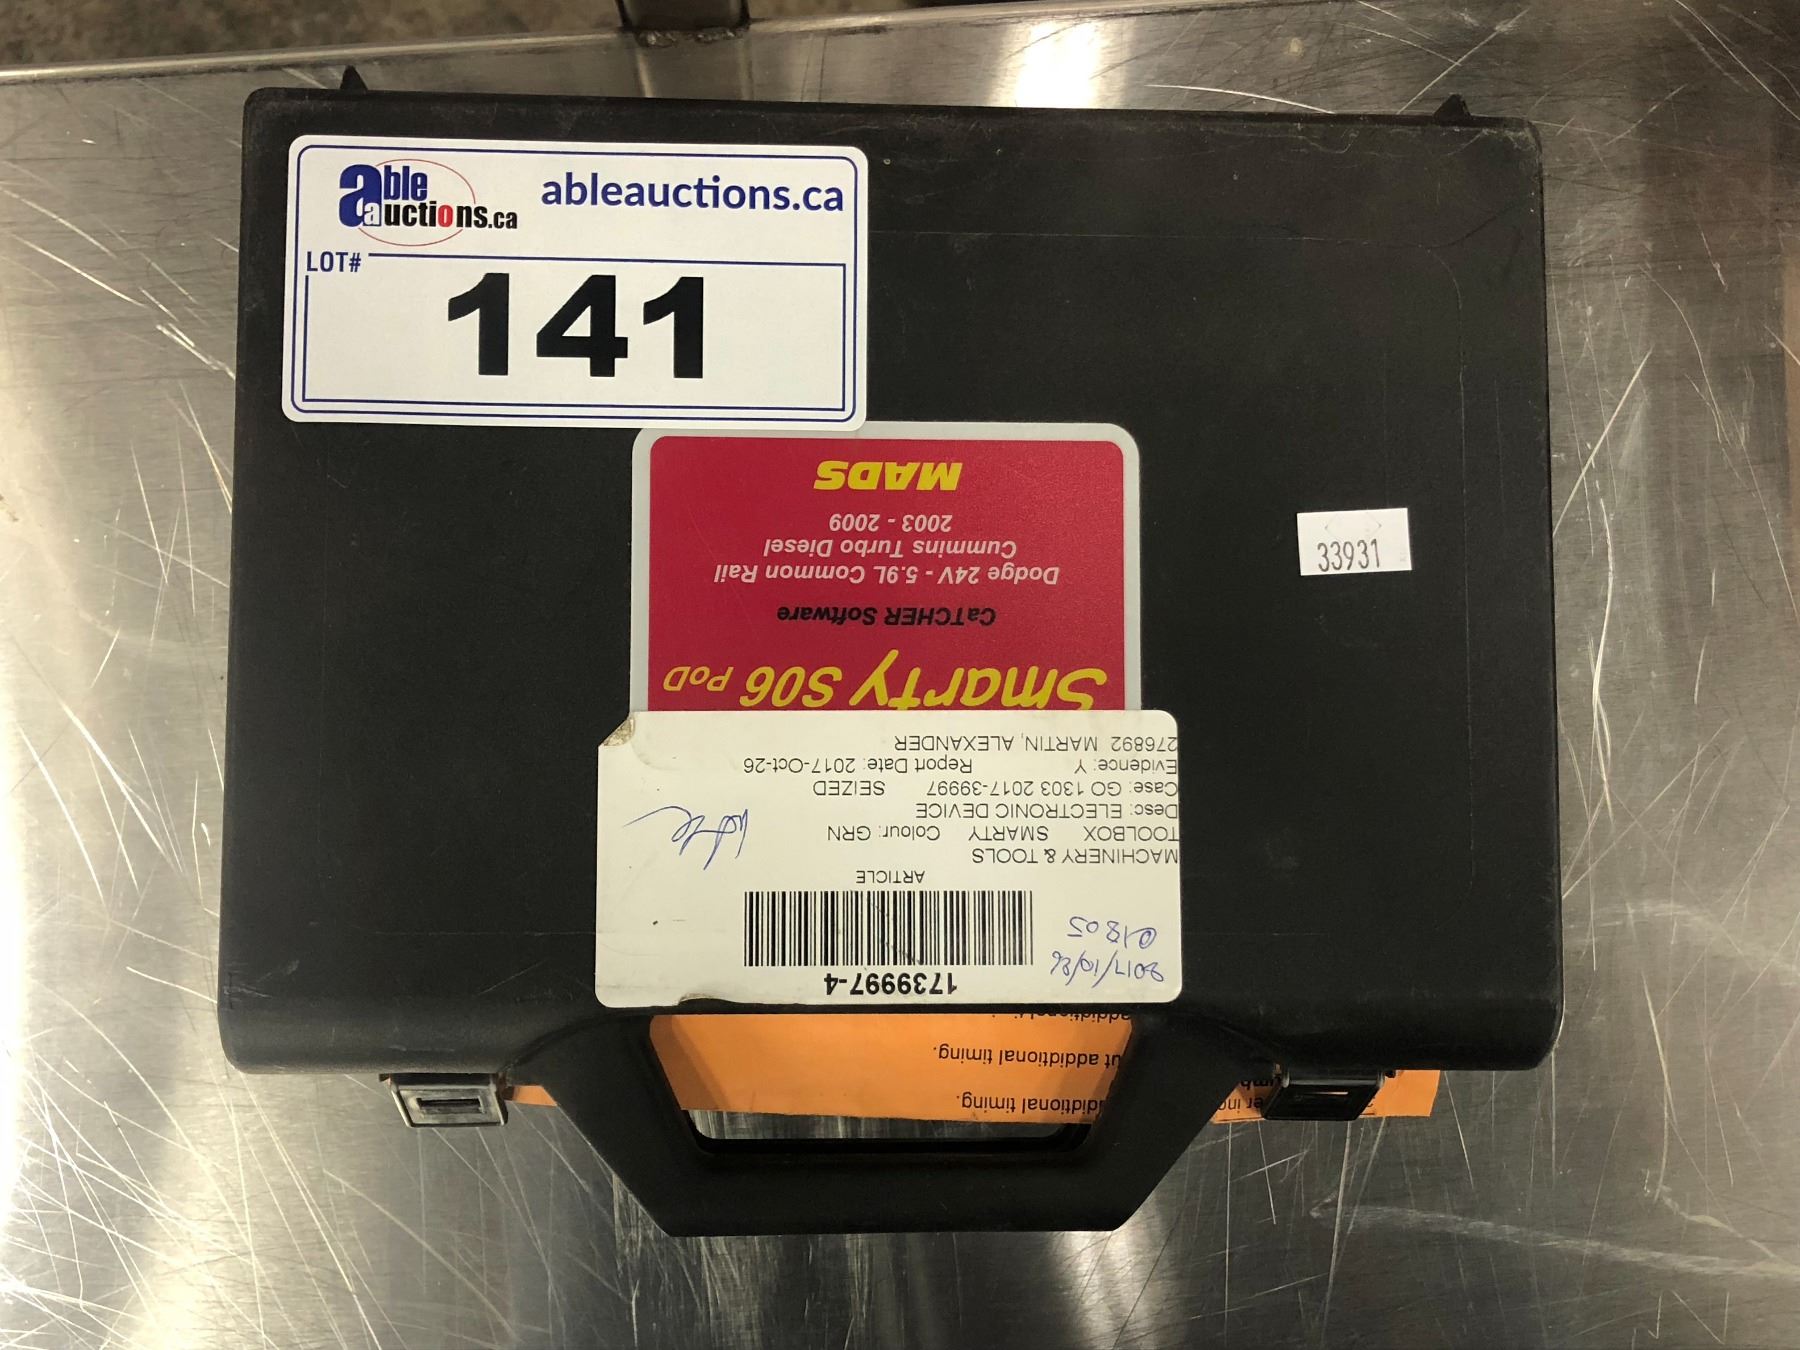 able auctions.ca
ableauctions.ca
LOT#
141
33931
Smarty S06 PoD
CaTCHER Software
Dodge 24V - 5.9L Common Rail
Cummins Turbo Diesel
2003 - 2009
MADS
1739997-4
2017/10/26
01805
ARTICLE
MACHINERY & TOOLS
TOOLBOX SMARTY Colour: GRN
Desc: ELECTRONIC DEVICE
Case: GO 1303 2017-39997 SEIZED
Evidence: Y Report Date: 2017-Oct-26
276892 MARTIN, ALEXANDER
timing.
ut addidtional timing.